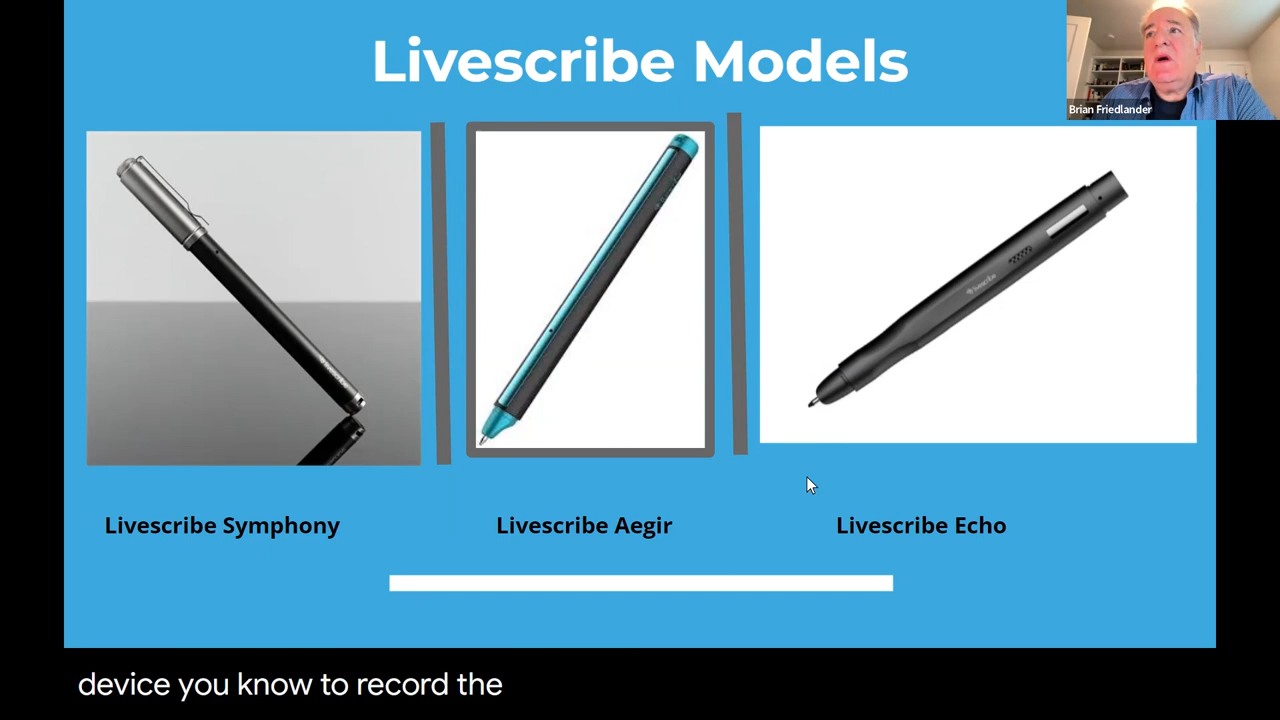 Livescribe Models
Brian Friedlander
Livescribe Symphony
Livescribe Aegir
Livescribe Echo
device you know to record the